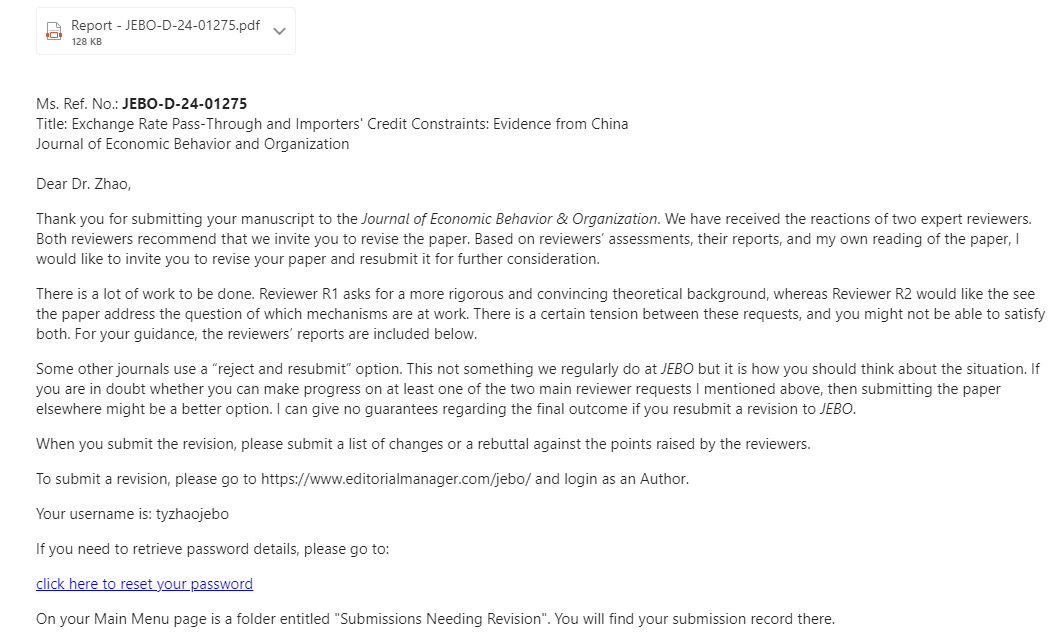 Report - JEBO-D-24-01275.pdf
128 KB
Ms. Ref. No.: JEBO-D-24-01275
Title: Exchange Rate Pass-Through and Importers' Credit Constraints: Evidence from China
Journal of Economic Behavior and Organization
Dear Dr. Zhao,
Thank you for submitting your manuscript to the Journal of Economic Behavior & Organization. We have received the reactions of two expert reviewers.
Both reviewers recommend that we invite you to revise the paper. Based on reviewers’ assessments, their reports, and my own reading of the paper, I
would like to invite you to revise your paper and resubmit it for further consideration.
There is a lot of work to be done. Reviewer R1 asks for a more rigorous and convincing theoretical background, whereas Reviewer R2 would like the see
the paper address the question of which mechanisms are at work. There is a certain tension between these requests, and you might not be able to satisfy
both. For your guidance, the reviewers’ reports are included below.
Some other journals use a “reject and resubmit” option. This not something we regularly do at JEBO but it is how you should think about the situation. If
you are in doubt whether you can make progress on at least one of the two main reviewer requests I mentioned above, then submitting the paper
elsewhere might be a better option. I can give no guarantees regarding the final outcome if you resubmit a revision to JEBO.
When you submit the revision, please submit a list of changes or a rebuttal against the points raised by the reviewers.
To submit a revision, please go to https://www.editorialmanager.com/jebo/ and login as an Author.
Your username is: tyzhaojebo
If you need to retrieve password details, please go to:
click here to reset your password
On your Main Menu page is a folder entitled "Submissions Needing Revision". You will find your submission record there.